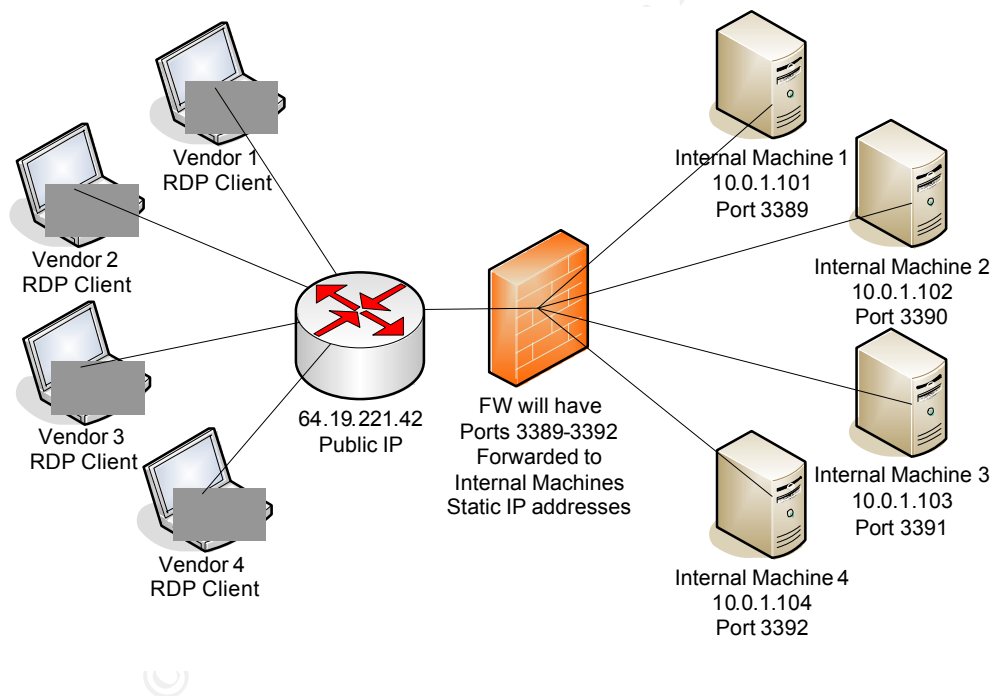 Vendor 1
RDP Client
Vendor 2
RDP Client
Vendor 3
RDP Client
Vendor 4
RDP Client
64.19.221.42
Public IP
FW will have
Ports 3389-3392
Forwarded to
Internal Machines
Static IP addresses
Internal Machine 1
10.0.1.101
Port 3389
Internal Machine 2
10.0.1.102
Port 3390
Internal Machine 3
10.0.1.103
Port 3391
Internal Machine 4
10.0.1.104
Port 3392
©